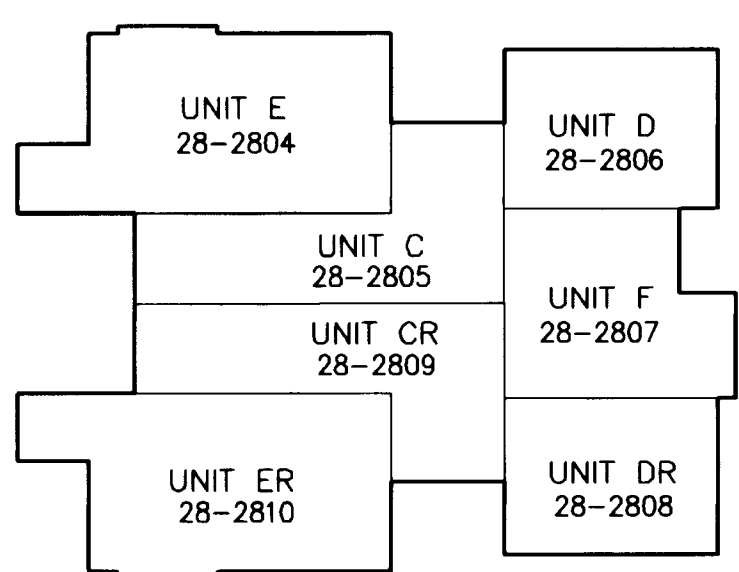 UNIT E
28-2804
UNIT D
28-2806
UNIT C
28-2805
UNIT F
28-2807
UNIT CR
28-2809
UNIT ER
28-2810
UNIT DR
28-2808